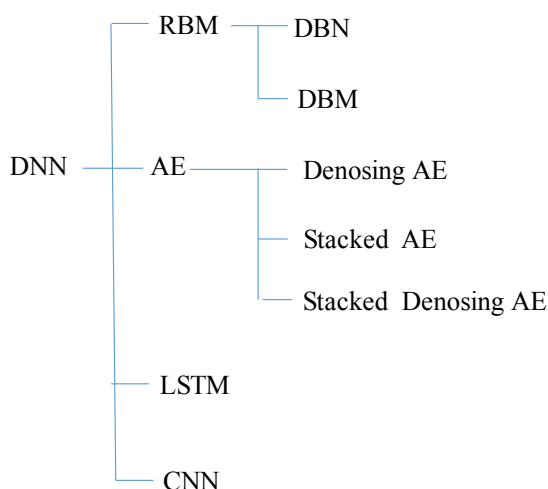 RBM DBN
DBM
DNN AE Denosing AE
Stacked AE
Stacked Denosing AE
LSTM
CNN